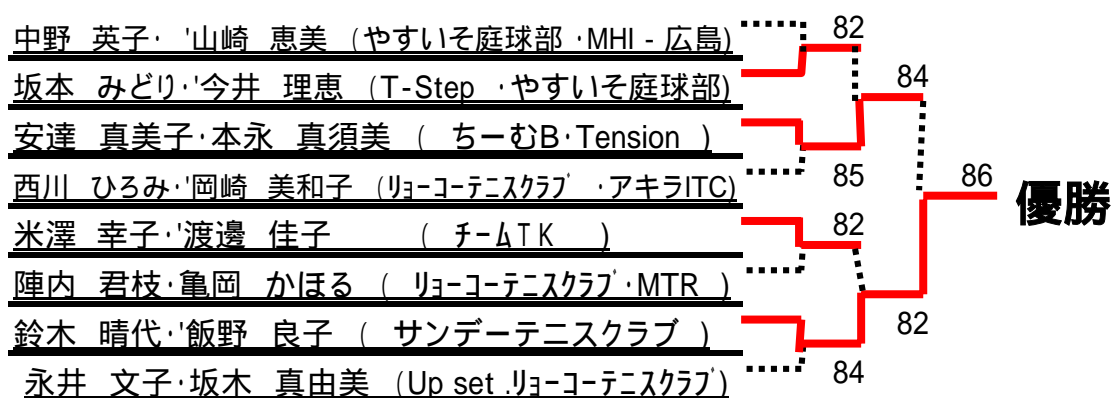 中野 英子・'山崎 恵美 （やすいそ庭球部・MHI - 広島)
82
坂本 みどり・'今井 理恵 （T-Step ・やすいそ庭球部)
84
安達 真美子・本永 真須美 （ ちーむB・Tension ）
西川 ひろみ・'岡崎 美和子 （ﾘｮｰｺｰﾃﾆｽｸﾗﾌﾞ ・アキラITC)
85
86
優勝
米澤 幸子・'渡邊 佳子 （ ﾁｰﾑTK ）
82
陣内 君枝・亀岡 かほる （ ﾘｮｰｺｰﾃﾆｽｸﾗﾌﾞ・MTR ）
鈴木 晴代・'飯野 良子 （ サンデーテニスクラブ ）
82
永井 文子・坂木 真由美 （Up set .ﾘｮｰｺｰﾃﾆｽｸﾗﾌﾞ）
84